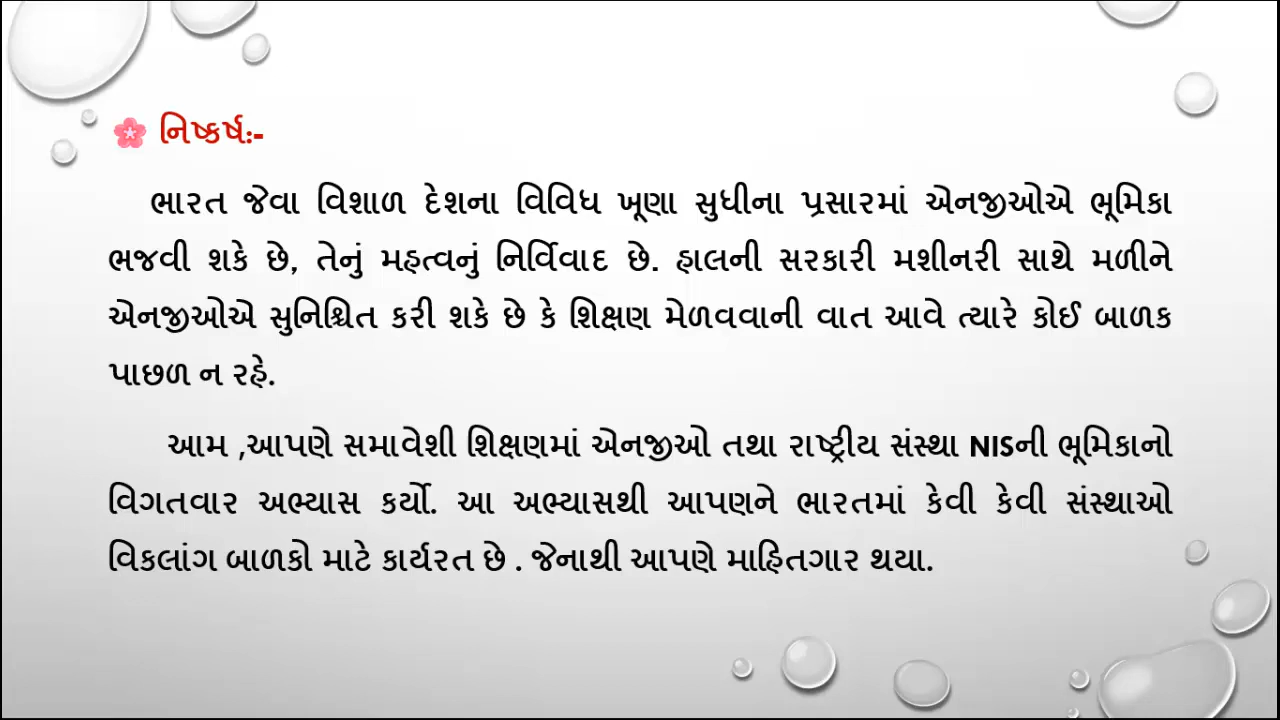 🌸 નિષ્કર્ષ:-
ભારત જેવા વિશાળ દેશના વિવિધ ખૂણા સુધીના પ્રસારમાં એનજીઓએ ભૂમિકા
ભજવી શકે છે, તેનું મહત્વનું નિર્વિવાદ છે. હાલની સરકારી મશીનરી સાથે મળીને
એનજીઓએ સુનિશ્ચિત કરી શકે છે કે શિક્ષણ મેળવવાની વાત આવે ત્યારે કોઈ બાળક
પાછળ ન રહે.
આમ ,આપણે સમાવેશી શિક્ષણમાં એનજીઓ તથા રાષ્ટ્રીય સંસ્થા NISની ભૂમિકાનો
વિગતવાર અભ્યાસ કર્યો. આ અભ્યાસથી આપણને ભારતમાં કેવી કેવી સંસ્થાઓ
વિકલાંગ બાળકો માટે કાર્યરત છે . જેનાથી આપણે માહિતગાર થયા.